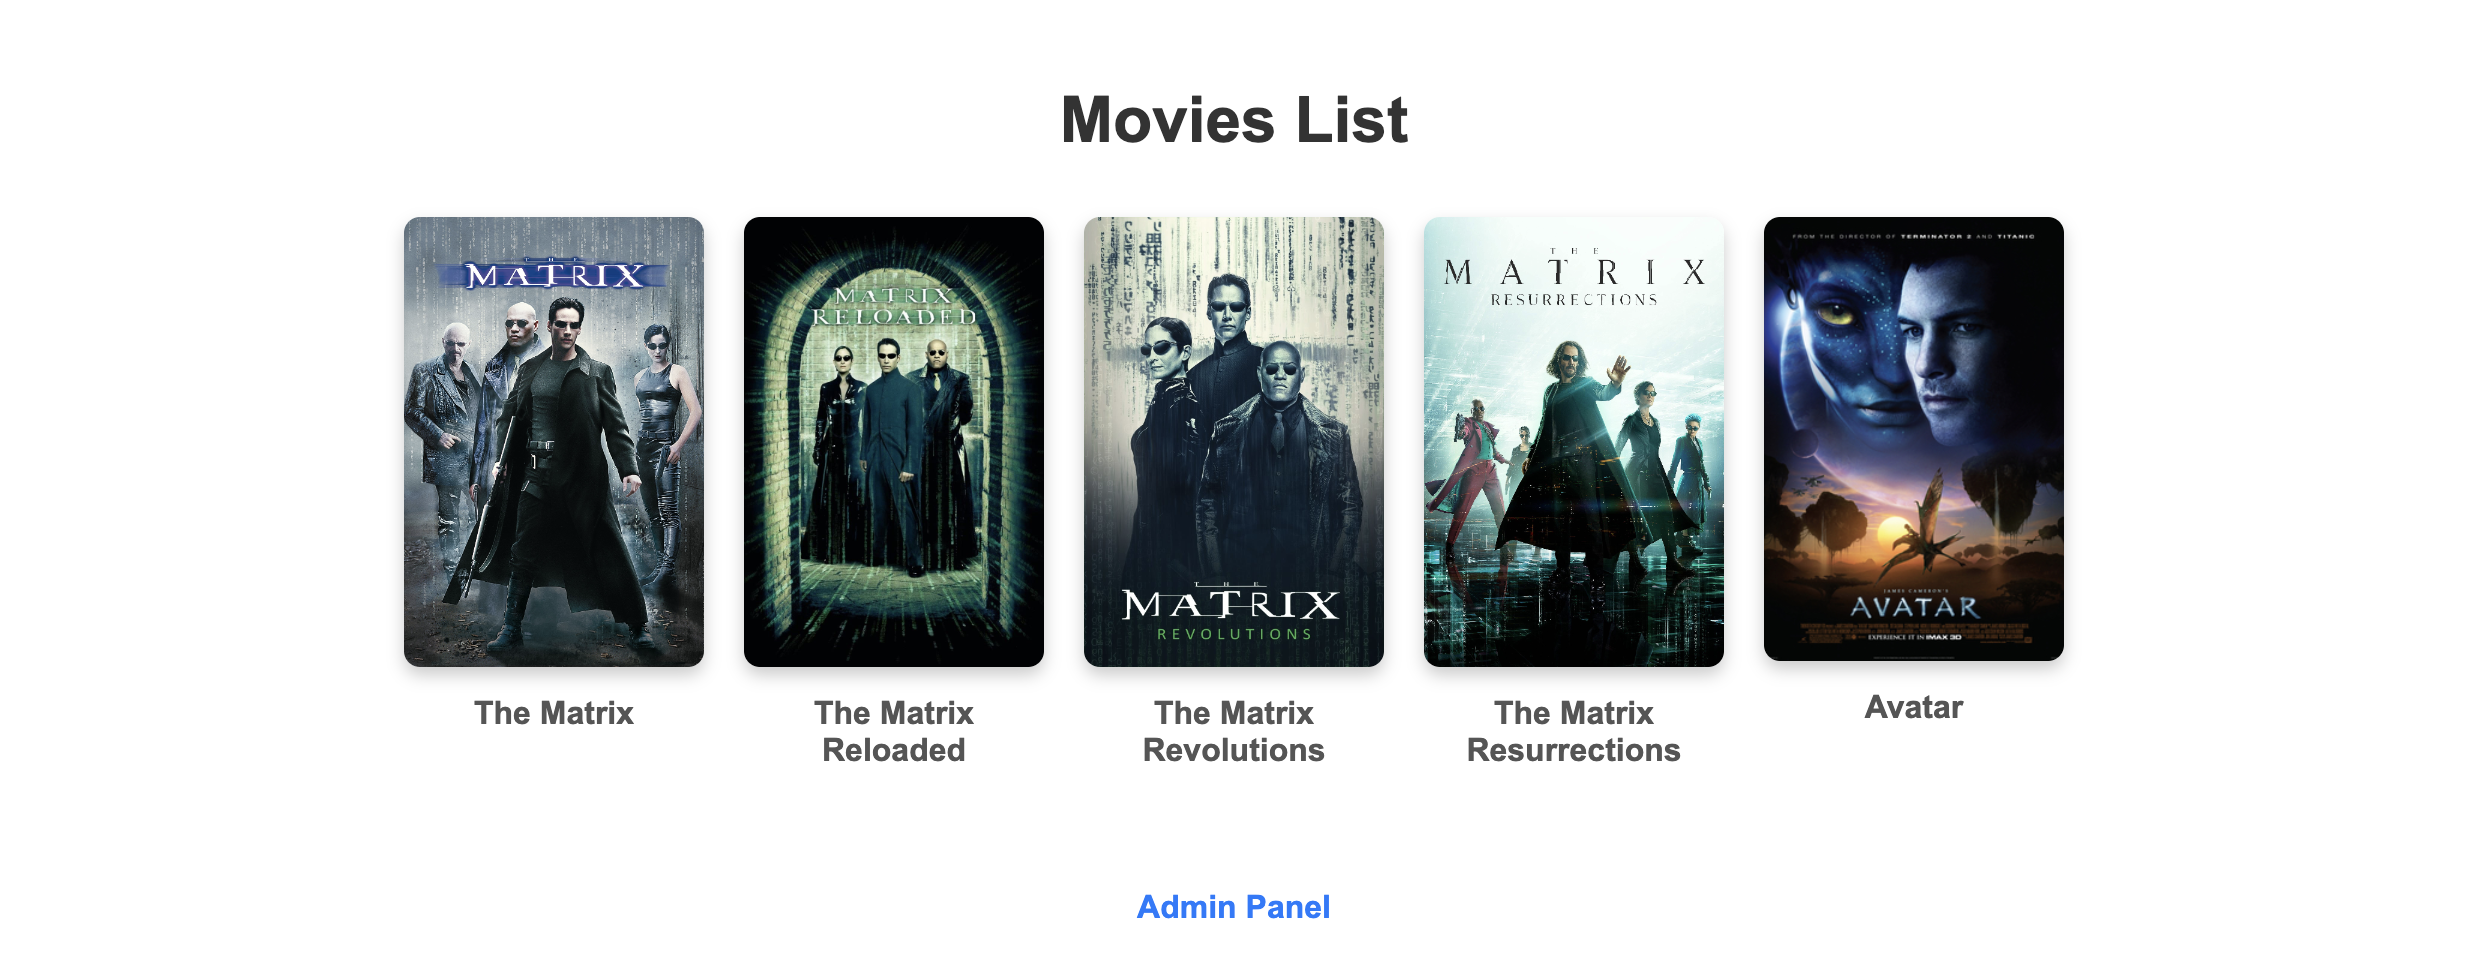 Movies List
THE
MATRIX
MATRIX
RELOADED
THE
MATRIX
REVOLUTIONS
THE
MATRIX
RESURRECTIONS
FROM THE DIRECTOR OF TERMINATOR 2 AND TITANIC
JAMES CAMERON'S
AVATAR
EXPERIENCE IT IN IMAX 3D
The Matrix
The Matrix
Reloaded
The Matrix
Revolutions
The Matrix
Resurrections
Avatar
Admin Panel